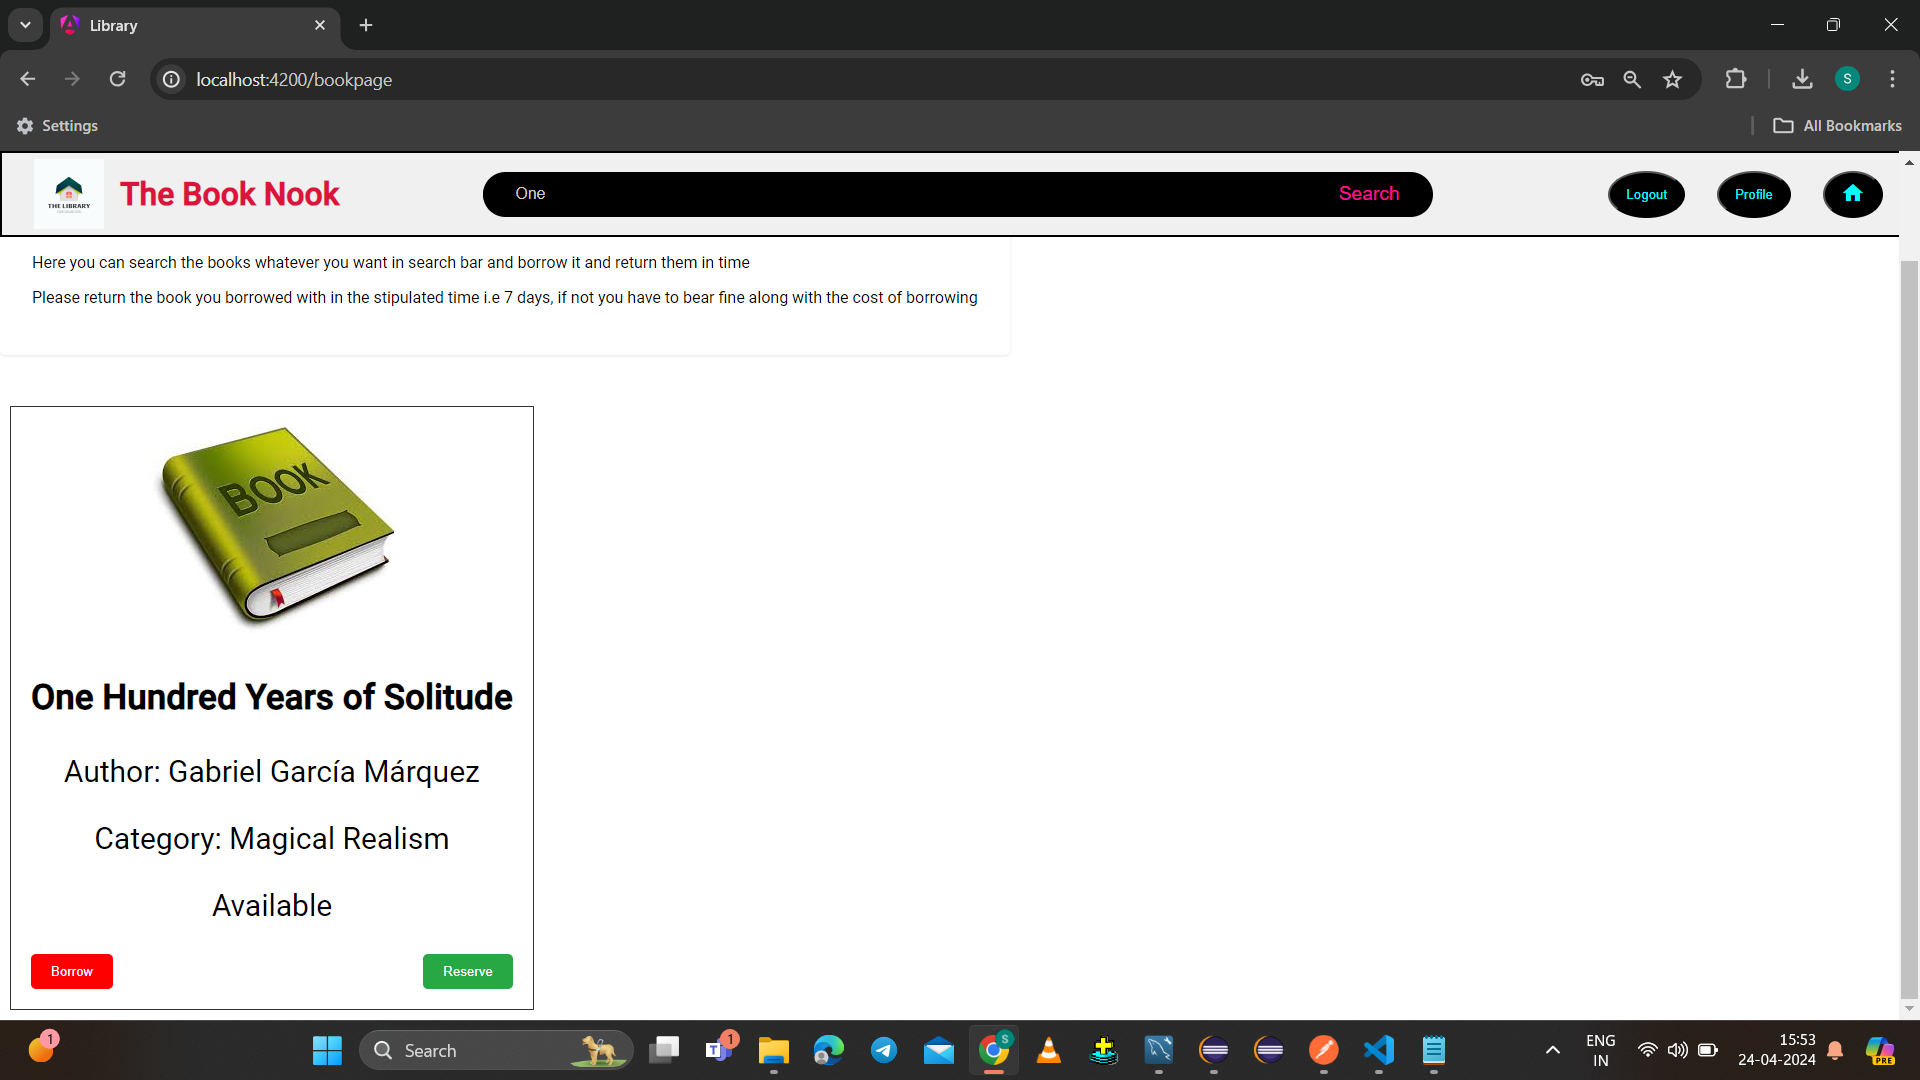 Library
localhost:4200/bookpage
S
Settings
All Bookmarks
THE LIBRARY
The Book Nook
One
Search
Logout
Profile
Here you can search the books whatever you want in search bar and borrow it and return them in time
Please return the book you borrowed with in the stipulated time i.e 7 days, if not you have to bear fine along with the cost of borrowing
BOOK
One Hundred Years of Solitude
Author: Gabriel García Márquez
Category: Magical Realism
Available
Borrow
Reserve
1
Search
T
1
S
ENG
IN
15:53
24-04-2024
PRE